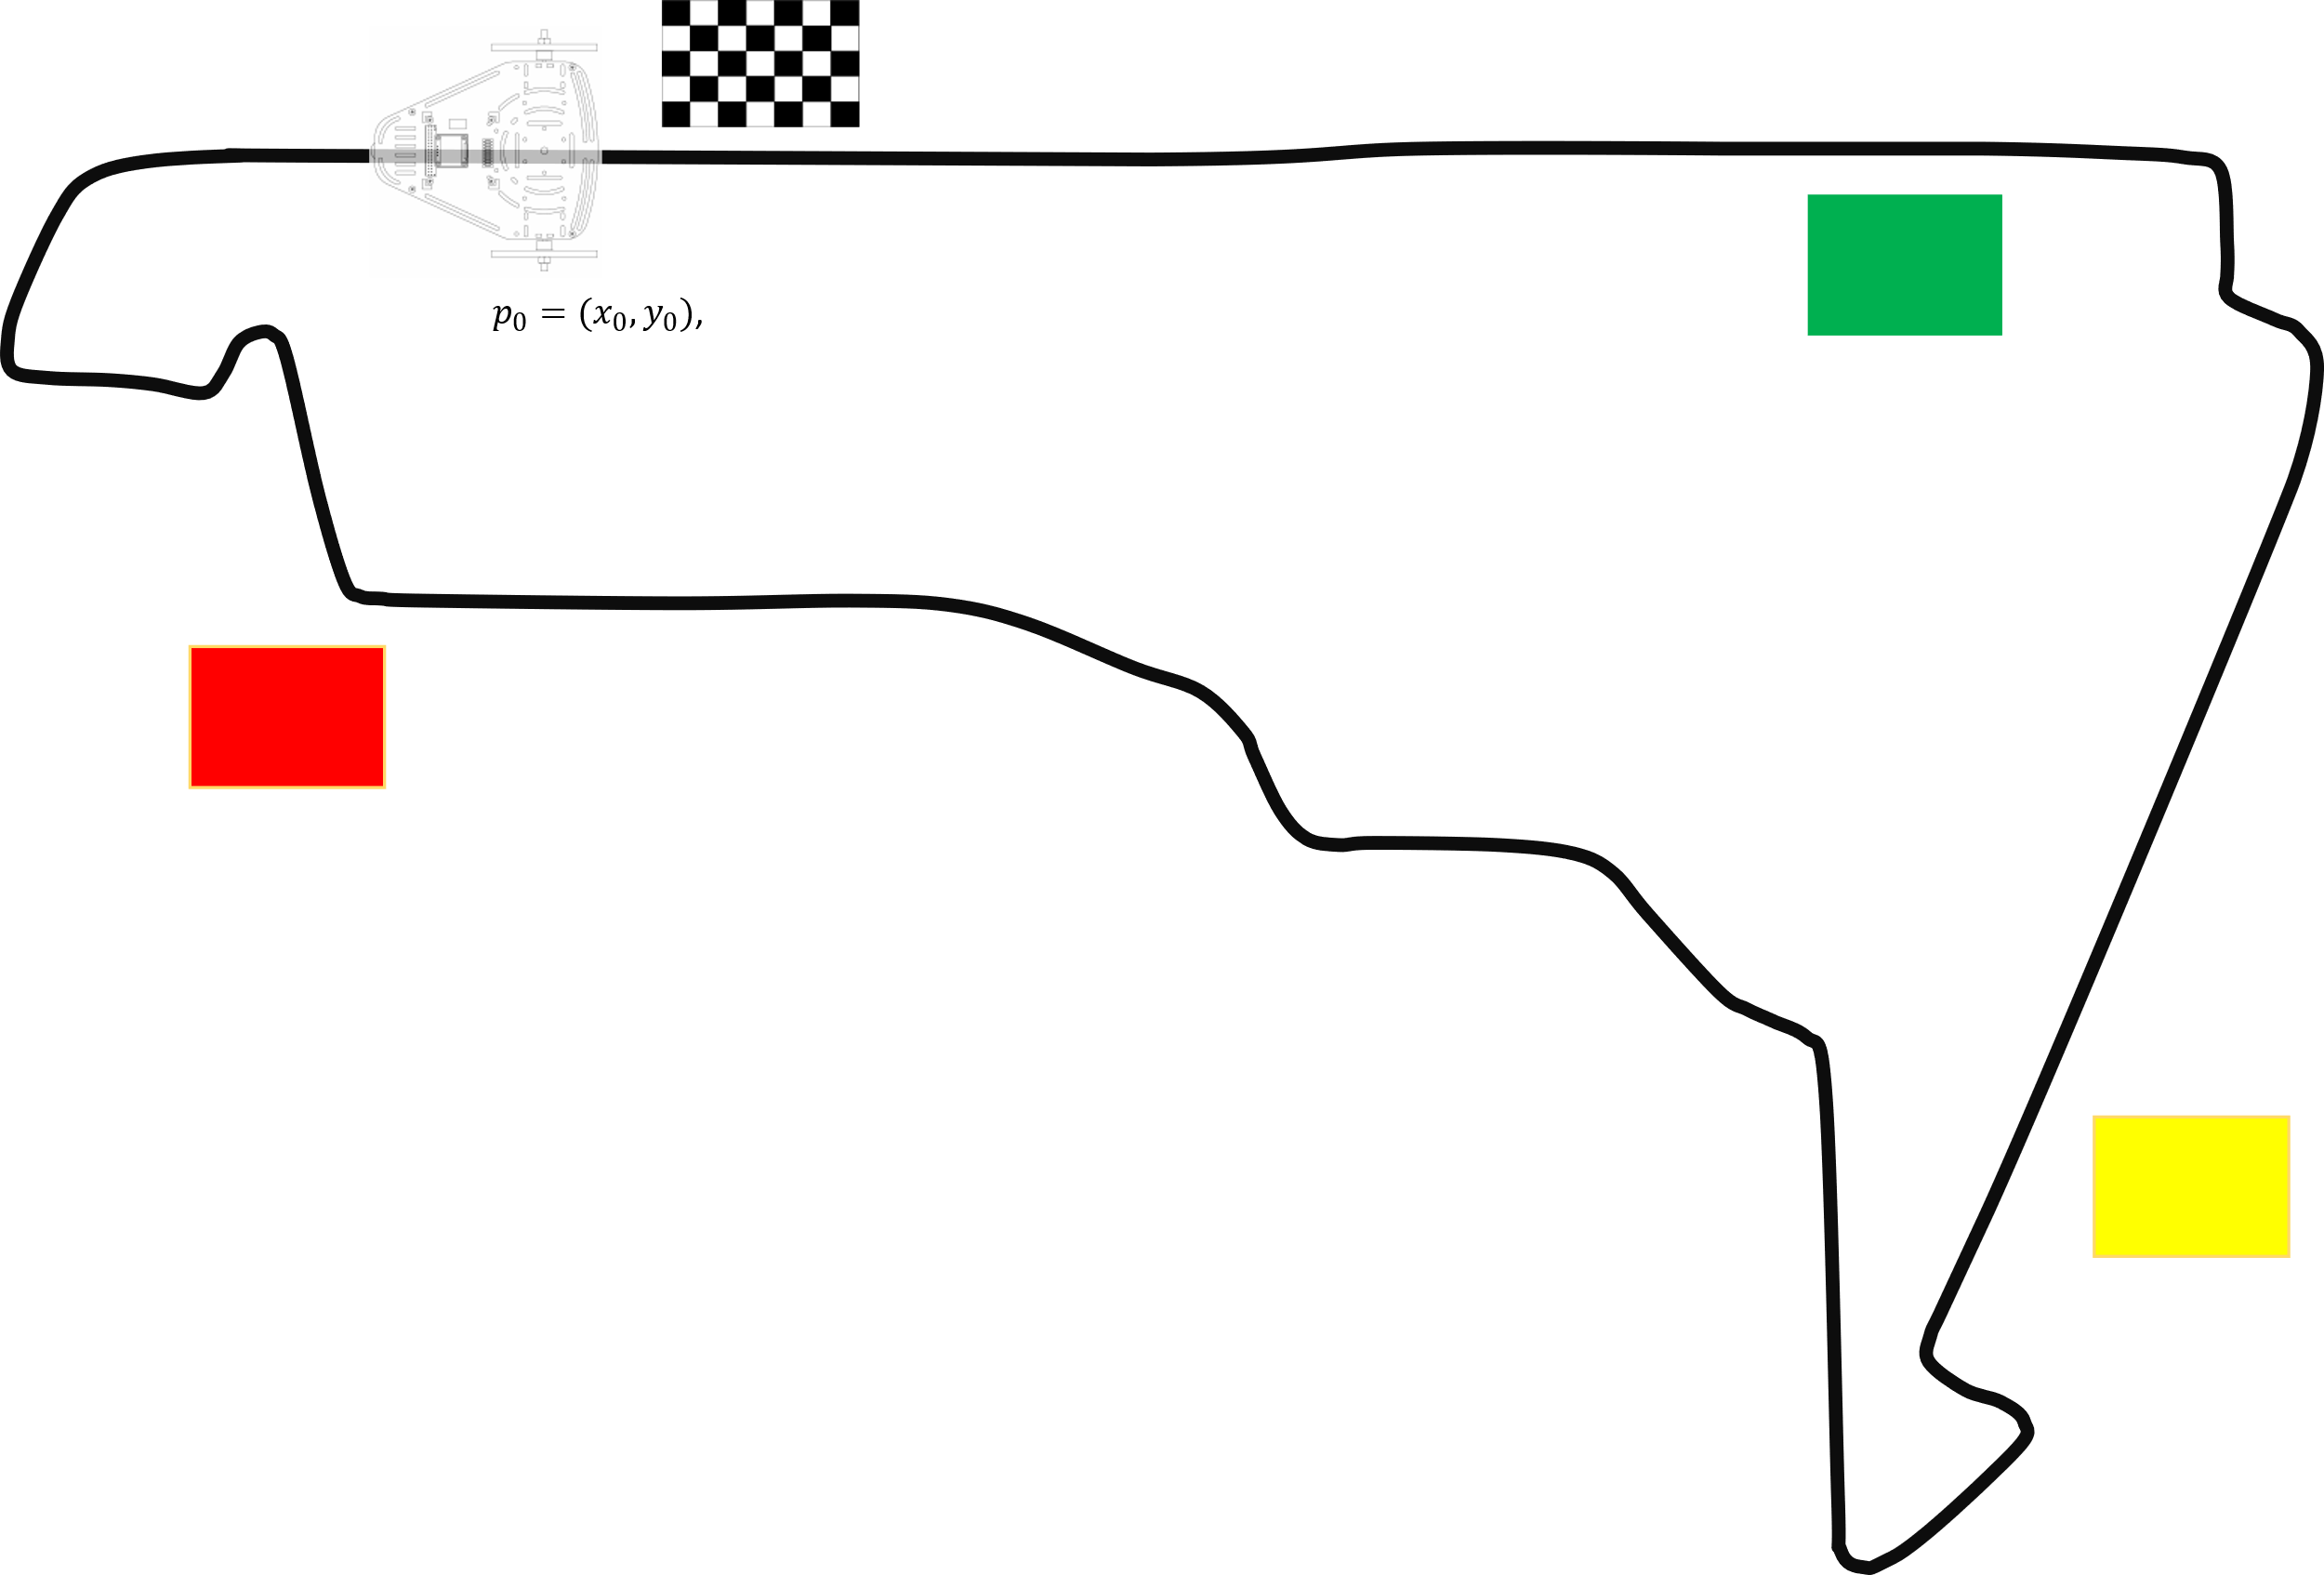 p₀ = (x₀, y₀),